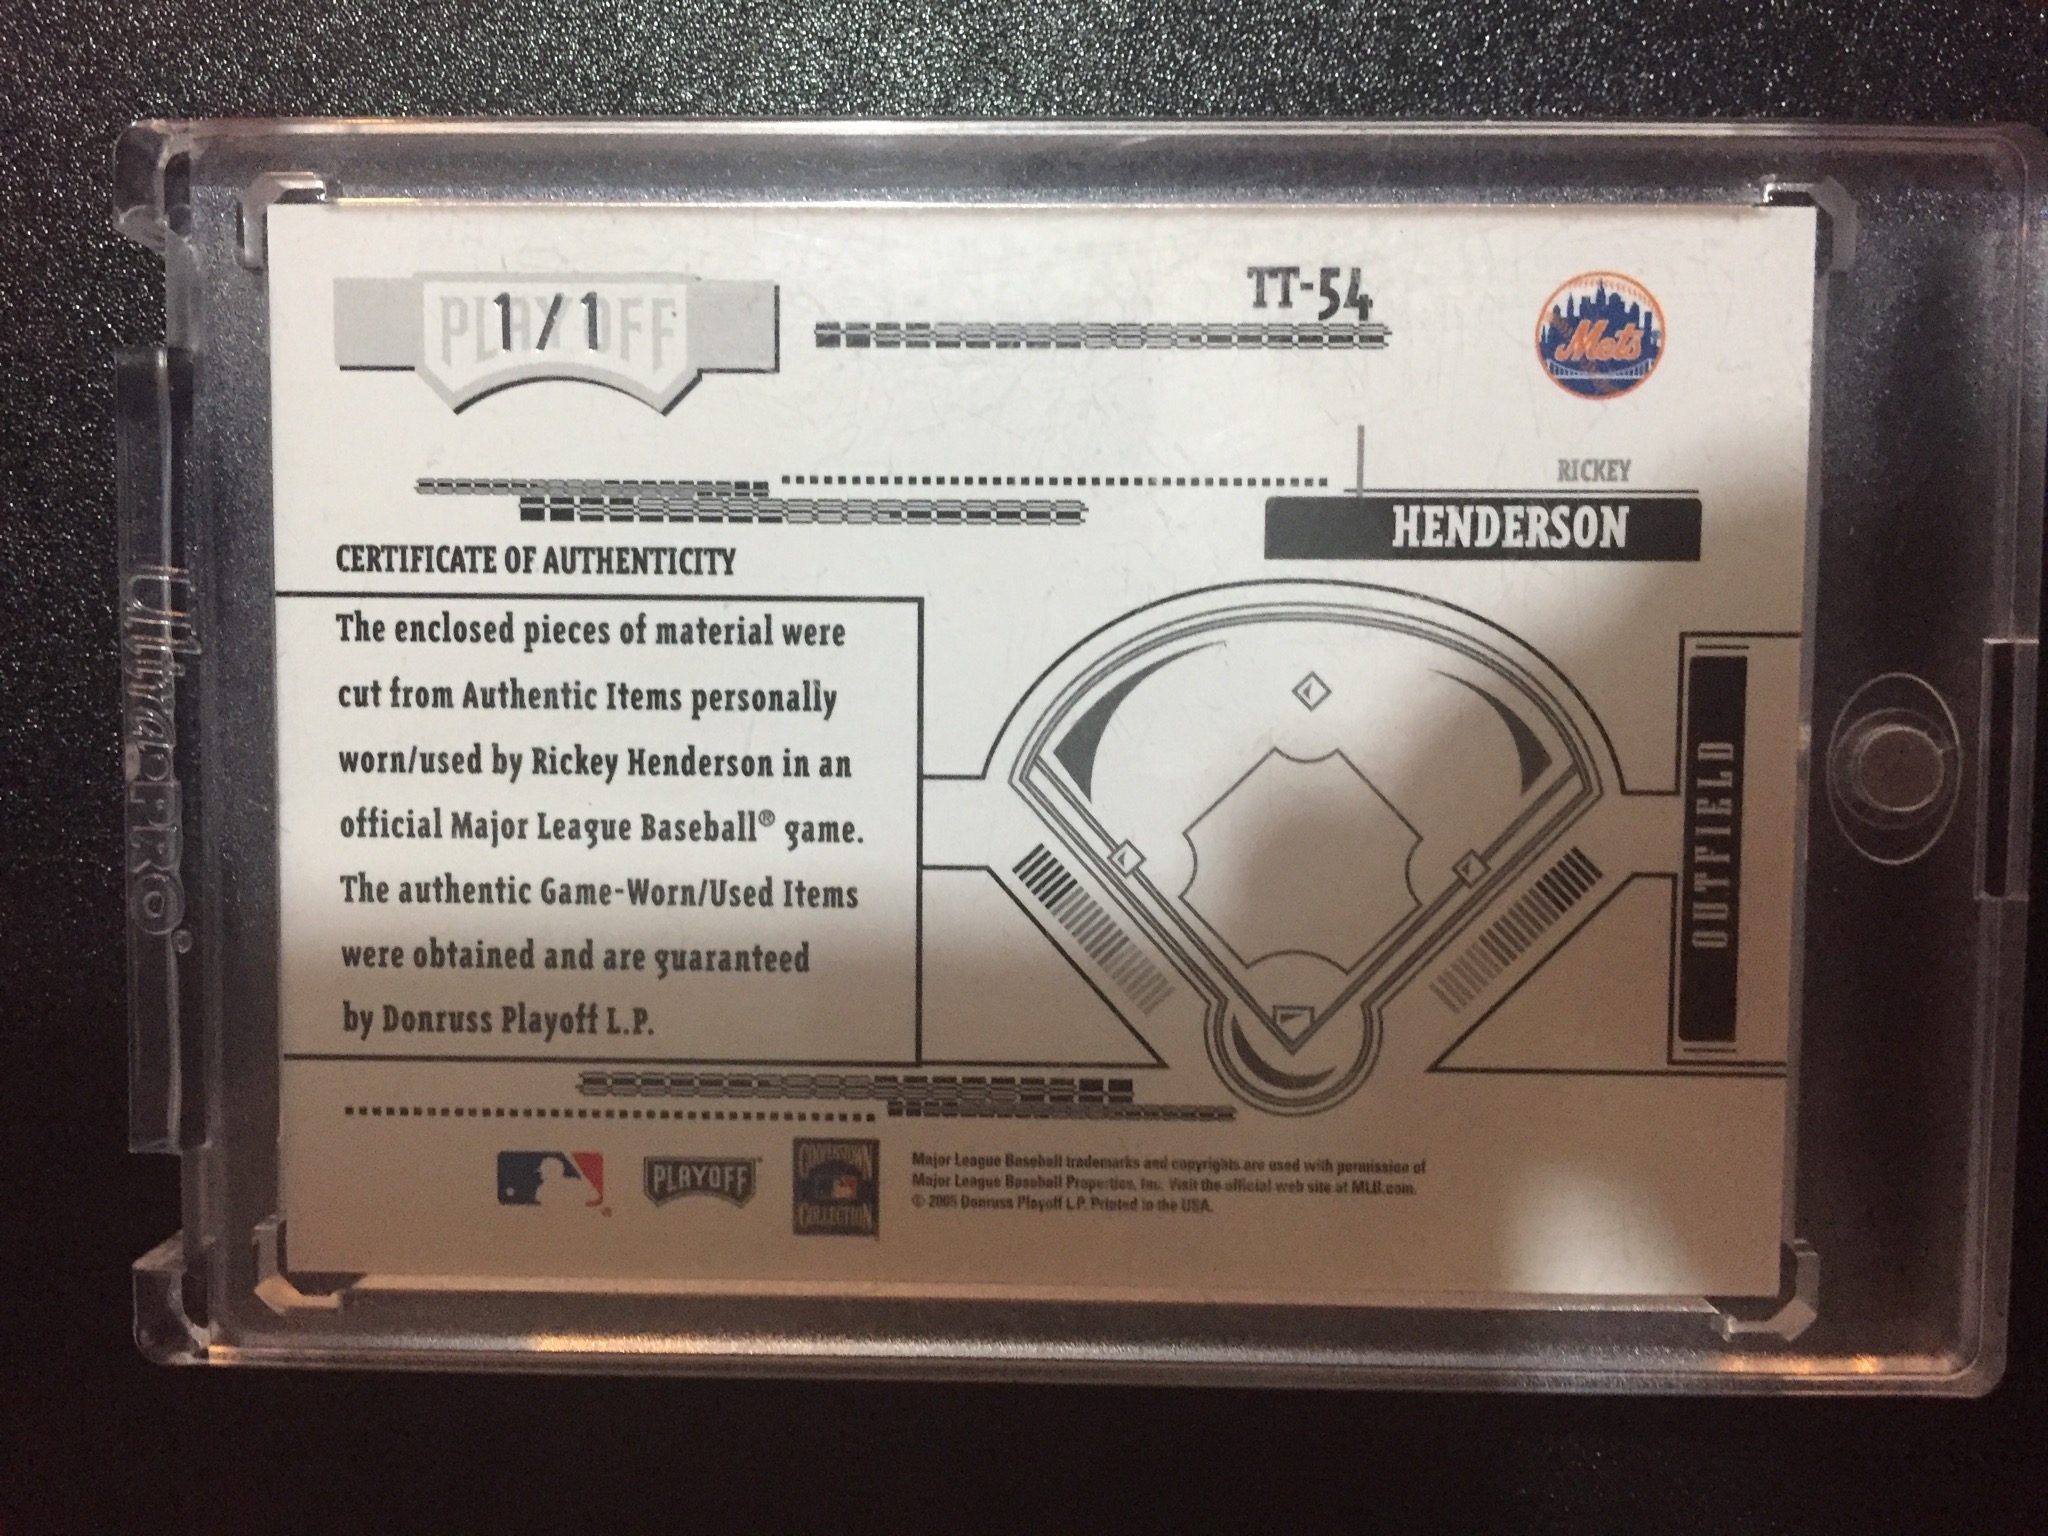 PLAYOFF
1/1
TT-54
Mets
RICKEY
HENDERSON
CERTIFICATE OF AUTHENTICITY
The enclosed pieces of material were
cut from Authentic Items personally
worn/used by Rickey Henderson in an
official Major League Baseball® game.
The authentic Game-Worn/Used Items
were obtained and are guaranteed
by Donruss Playoff L.P.
OUTFIELD
PLAYOFF
COOPERSTOWN
COLLECTION
Major League Baseball trademarks and copyrights are used with permission of
Major League Baseball Properties, Inc. Visit the official web site at MLB.com.
© 2005 Donruss Playoff L.P. Printed in the USA.
UltraPRO®